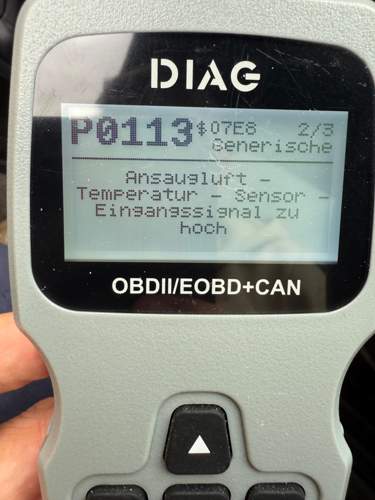 DIAG
P0113 $07E8 2/3
Generische
Ansaugluft -
Temperatur - Sensor -
Eingangssignal zu
hoch
OBDII/EOBD+CAN